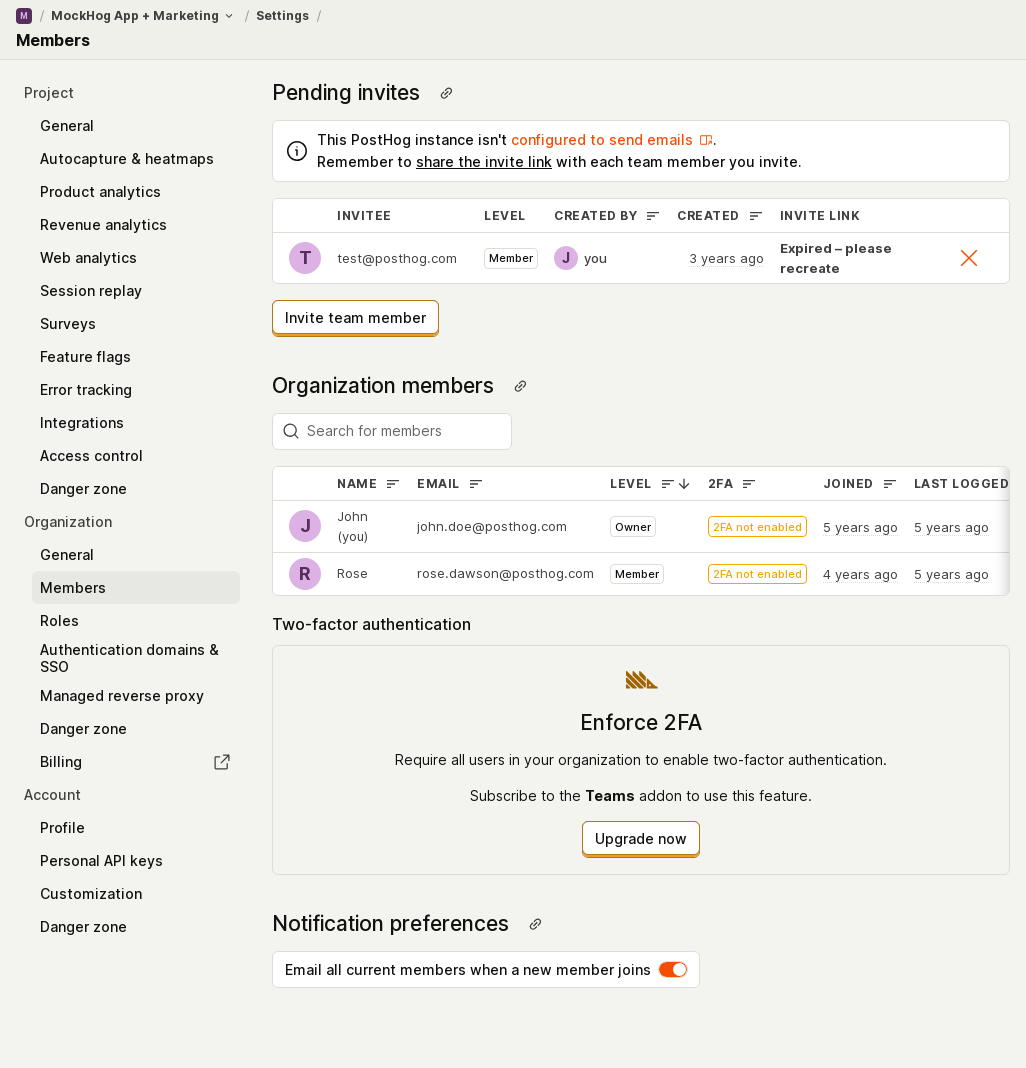 M / MockHog App + Marketing / Settings /
Members
Project
General
Autocapture & heatmaps
Product analytics
Revenue analytics
Web analytics
Session replay
Surveys
Feature flags
Error tracking
Integrations
Access control
Danger zone
Organization
General
Members
Roles
Authentication domains &
SSO
Managed reverse proxy
Danger zone
Billing
Account
Profile
Personal API keys
Customization
Danger zone
Pending invites
This PostHog instance isn't configured to send emails.
Remember to share the invite link with each team member you invite.
INVITEE LEVEL CREATED BY CREATED INVITE LINK
T test@posthog.com Member J you 3 years ago Expired – please
recreate
Invite team member
Organization members
Search for members
NAME EMAIL LEVEL 2FA JOINED LAST LOGGED
J John
(you) john.doe@posthog.com Owner 2FA not enabled 5 years ago 5 years ago
R Rose rose.dawson@posthog.com Member 2FA not enabled 4 years ago 5 years ago
Two-factor authentication
Enforce 2FA
Require all users in your organization to enable two-factor authentication.
Subscribe to the Teams addon to use this feature.
Upgrade now
Notification preferences
Email all current members when a new member joins